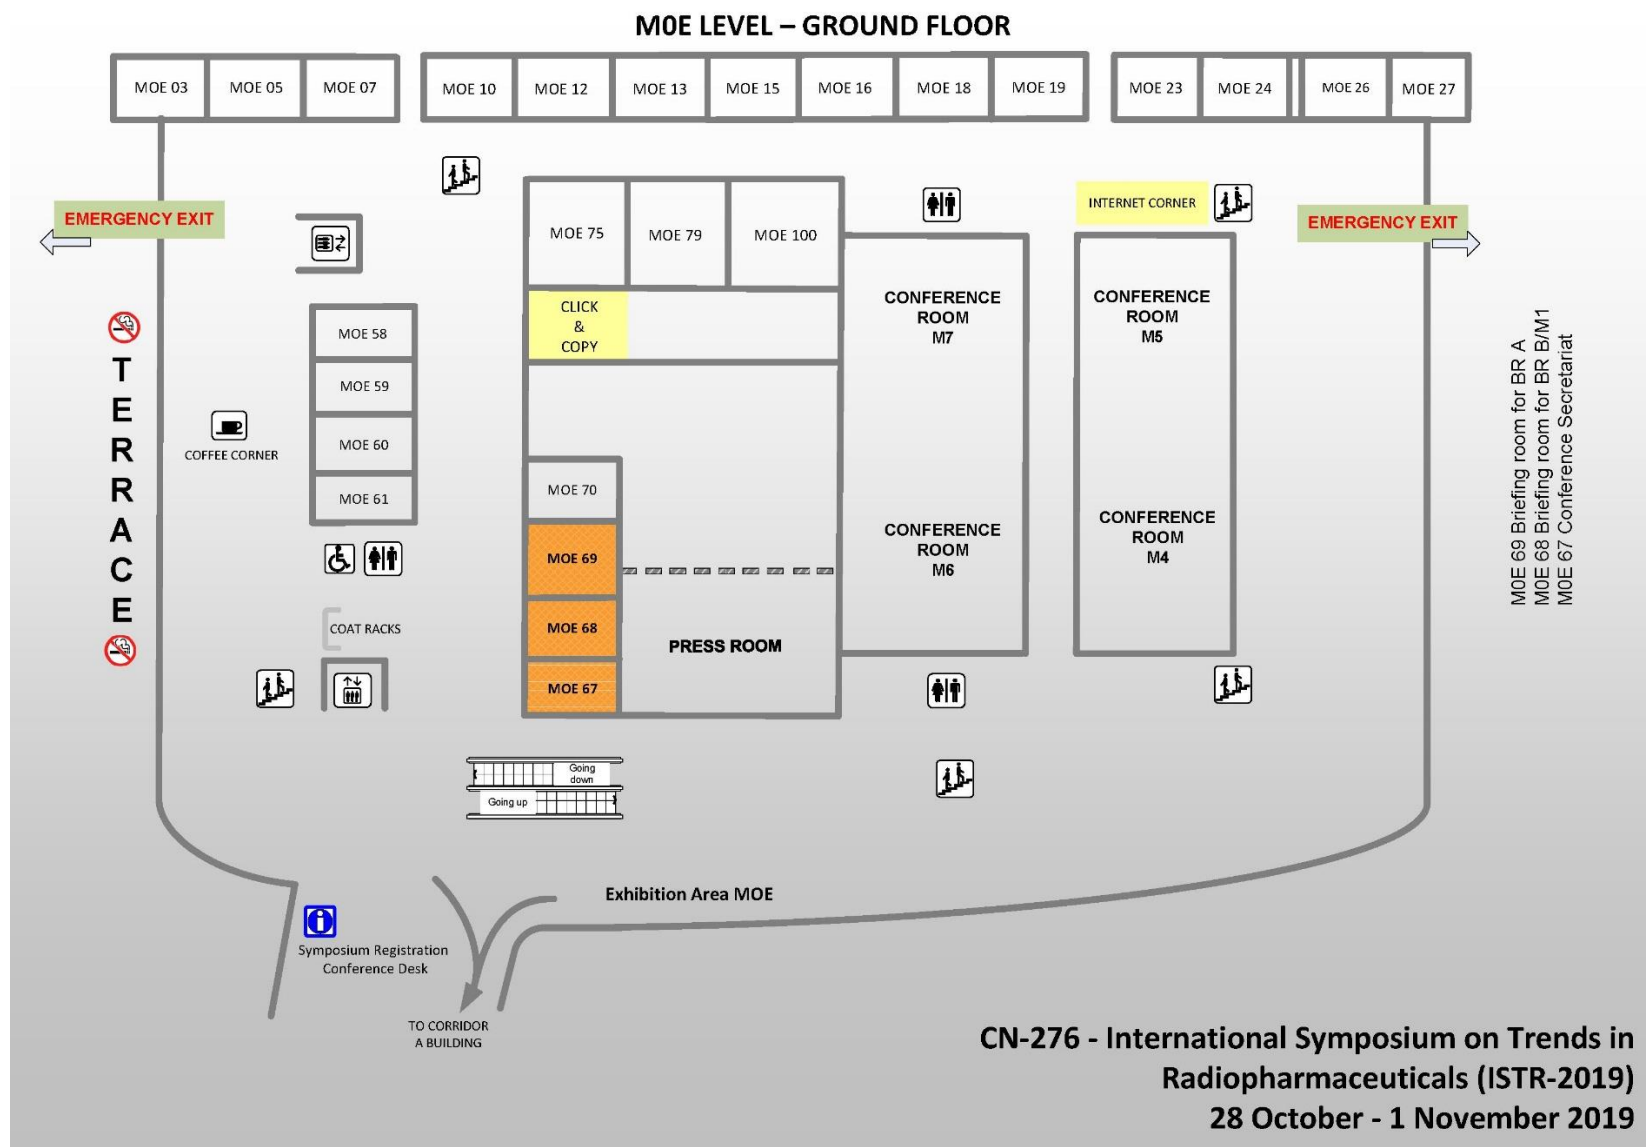 M0E LEVEL – GROUND FLOOR
MOE 03
MOE 05
MOE 07
MOE 10
MOE 12
MOE 13
MOE 15
MOE 16
MOE 18
MOE 19
MOE 23
MOE 24
MOE 26
MOE 27
EMERGENCY EXIT
MOE 75
MOE 79
MOE 100
INTERNET CORNER
EMERGENCY EXIT
CLICK
&
COPY
CONFERENCE
ROOM
M7
CONFERENCE
ROOM
M5
TERRACE
MOE 58
MOE 59
MOE 60
MOE 61
COFFEE CORNER
MOE 70
MOE 69
MOE 68
MOE 67
CONFERENCE
ROOM
M6
CONFERENCE
ROOM
M4
COAT RACKS
PRESS ROOM
M0E 69 Briefing room for BR A
M0E 68 Briefing room for BR B/M1
M0E 67 Conference Secretariat
Going
down
Going up
Exhibition Area MOE
Symposium Registration
Conference Desk
TO CORRIDOR
A BUILDING
CN-276 - International Symposium on Trends in
Radiopharmaceuticals (ISTR-2019)
28 October - 1 November 2019